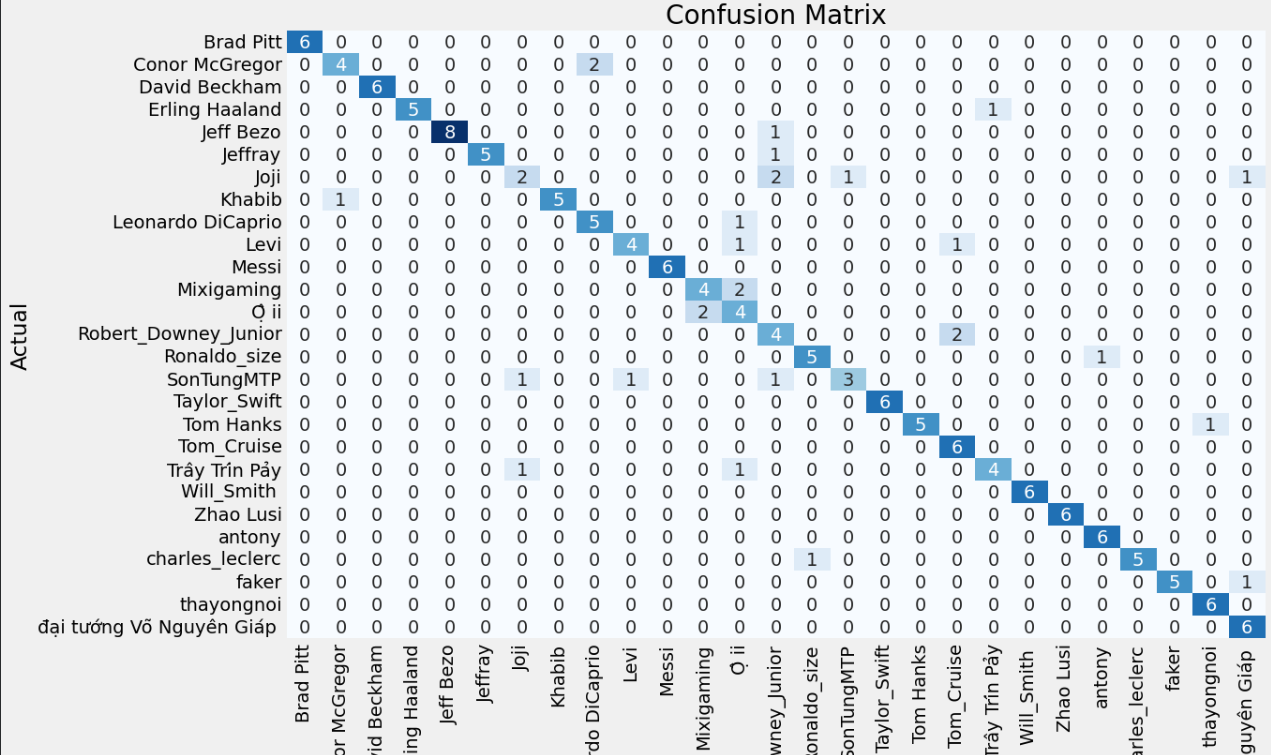 Confusion Matrix
Actual
Brad Pitt 6 0 0 0 0 0 0 0 0 0 0 0 0 0 0 0 0 0 0 0 0 0 0 0 0 0 0
Conor McGregor 0 4 0 0 0 0 0 0 2 0 0 0 0 0 0 0 0 0 0 0 0 0 0 0 0 0 0
David Beckham 0 0 6 0 0 0 0 0 0 0 0 0 0 0 0 0 0 0 0 0 0 0 0 0 0 0 0
Erling Haaland 0 0 0 5 0 0 0 0 0 0 0 0 0 0 0 0 0 0 0 1 0 0 0 0 0 0 0
Jeff Bezo 0 0 0 0 8 0 0 0 0 0 0 0 0 1 0 0 0 0 0 0 0 0 0 0 0 0 0
Jeffray 0 0 0 0 0 5 0 0 0 0 0 0 0 1 0 0 0 0 0 0 0 0 0 0 0 0 0
Joji 0 0 0 0 0 0 2 0 0 0 0 0 0 2 0 1 0 0 0 0 0 0 0 0 0 0 1
Khabib 0 1 0 0 0 0 0 5 0 0 0 0 0 0 0 0 0 0 0 0 0 0 0 0 0 0 0
Leonardo DiCaprio 0 0 0 0 0 0 0 0 5 0 0 0 1 0 0 0 0 0 0 0 0 0 0 0 0 0 0
Levi 0 0 0 0 0 0 0 0 0 4 0 0 1 0 0 0 0 0 1 0 0 0 0 0 0 0 0
Messi 0 0 0 0 0 0 0 0 0 0 6 0 0 0 0 0 0 0 0 0 0 0 0 0 0 0 0
Mixigaming 0 0 0 0 0 0 0 0 0 0 0 4 2 0 0 0 0 0 0 0 0 0 0 0 0 0 0
Ộ ii 0 0 0 0 0 0 0 0 0 0 0 2 4 0 0 0 0 0 0 0 0 0 0 0 0 0 0
Robert_Downey_Junior 0 0 0 0 0 0 0 0 0 0 0 0 0 4 0 0 0 0 2 0 0 0 0 0 0 0 0
Ronaldo_size 0 0 0 0 0 0 0 0 0 0 0 0 0 0 5 0 0 0 0 0 0 0 1 0 0 0 0
SonTungMTP 0 0 0 0 0 0 1 0 0 1 0 0 0 1 0 3 0 0 0 0 0 0 0 0 0 0 0
Taylor_Swift 0 0 0 0 0 0 0 0 0 0 0 0 0 0 0 0 6 0 0 0 0 0 0 0 0 0 0
Tom Hanks 0 0 0 0 0 0 0 0 0 0 0 0 0 0 0 0 0 5 0 0 0 0 0 0 0 1 0
Tom_Cruise 0 0 0 0 0 0 0 0 0 0 0 0 0 0 0 0 0 0 6 0 0 0 0 0 0 0 0
Trây Trín Pảy 0 0 0 0 0 0 1 0 0 0 0 0 1 0 0 0 0 0 0 4 0 0 0 0 0 0 0
Will_Smith 0 0 0 0 0 0 0 0 0 0 0 0 0 0 0 0 0 0 0 0 6 0 0 0 0 0 0
Zhao Lusi 0 0 0 0 0 0 0 0 0 0 0 0 0 0 0 0 0 0 0 0 0 6 0 0 0 0 0
antony 0 0 0 0 0 0 0 0 0 0 0 0 0 0 0 0 0 0 0 0 0 0 6 0 0 0 0
charles_leclerc 0 0 0 0 0 0 0 0 0 0 0 0 0 0 1 0 0 0 0 0 0 0 0 5 0 0 0
faker 0 0 0 0 0 0 0 0 0 0 0 0 0 0 0 0 0 0 0 0 0 0 0 0 5 0 1
thayongnoi 0 0 0 0 0 0 0 0 0 0 0 0 0 0 0 0 0 0 0 0 0 0 0 0 0 6 0
đại tướng Võ Nguyên Giáp 0 0 0 0 0 0 0 0 0 0 0 0 0 0 0 0 0 0 0 0 0 0 0 0 0 0 6
Brad Pitt
or McGregor
vid Beckham
ing Haaland
Jeff Bezo
Jeffray
Joji
Khabib
rdo DiCaprio
Levi
Messi
Mixigaming
Ộ ii
wney_Junior
onaldo_size
SonTungMTP
Taylor_Swift
Tom Hanks
Tom_Cruise
Trây Trín Pảy
Will_Smith
Zhao Lusi
antony
arles_leclerc
faker
thayongnoi
guyên Giáp